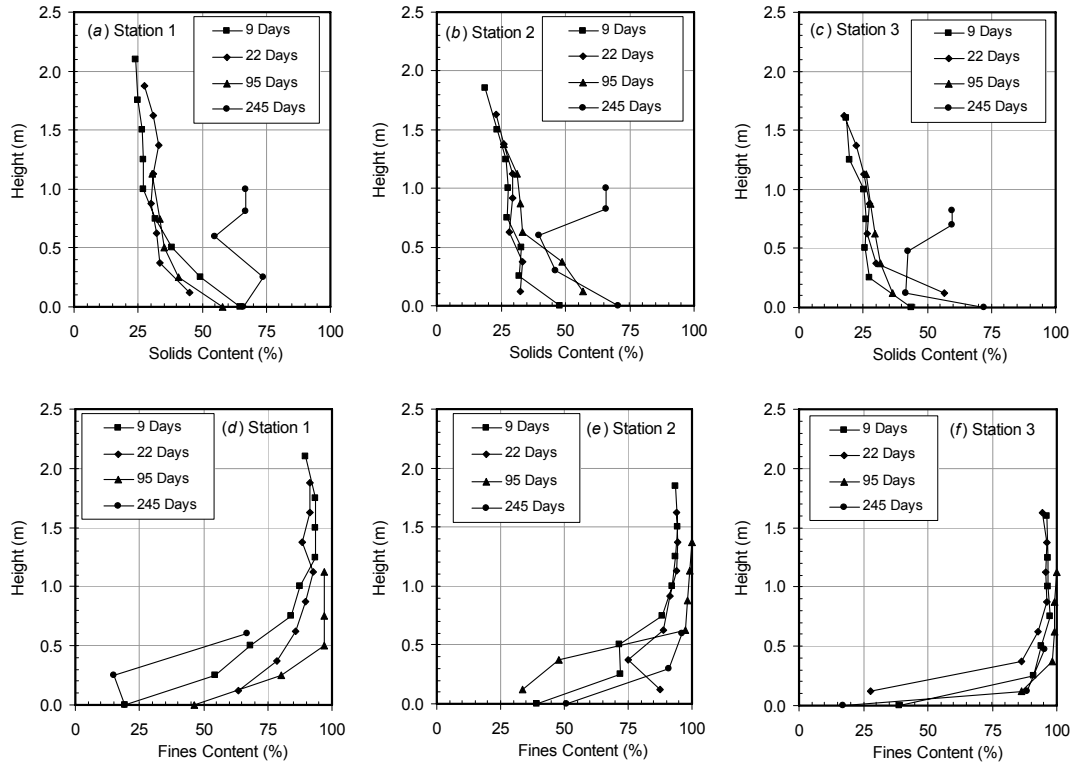 (a) Station 1
9 Days
22 Days
95 Days
245 Days
2.5
2.0
1.5
1.0
0.5
0.0
Height (m)
0 25 50 75 100
Solids Content (%)
(b) Station 2
9 Days
22 Days
95 Days
245 Days
2.5
2.0
1.5
1.0
0.5
0.0
Height (m)
0 25 50 75 100
Solids Content (%)
(c) Station 3
9 Days
22 Days
95 Days
245 Days
2.5
2.0
1.5
1.0
0.5
0.0
Height (m)
0 25 50 75 100
Solids Content (%)
(d) Station 1
9 Days
22 Days
95 Days
245 Days
2.5
2.0
1.5
1.0
0.5
0.0
Height (m)
0 25 50 75 100
Fines Content (%)
(e) Station 2
9 Days
22 Days
95 Days
245 Days
2.5
2.0
1.5
1.0
0.5
0.0
Height (m)
0 25 50 75 100
Fines Content (%)
(f) Station 3
9 Days
22 Days
95 Days
245 Days
2.5
2.0
1.5
1.0
0.5
0.0
Height (m)
0 25 50 75 100
Fines Content (%)